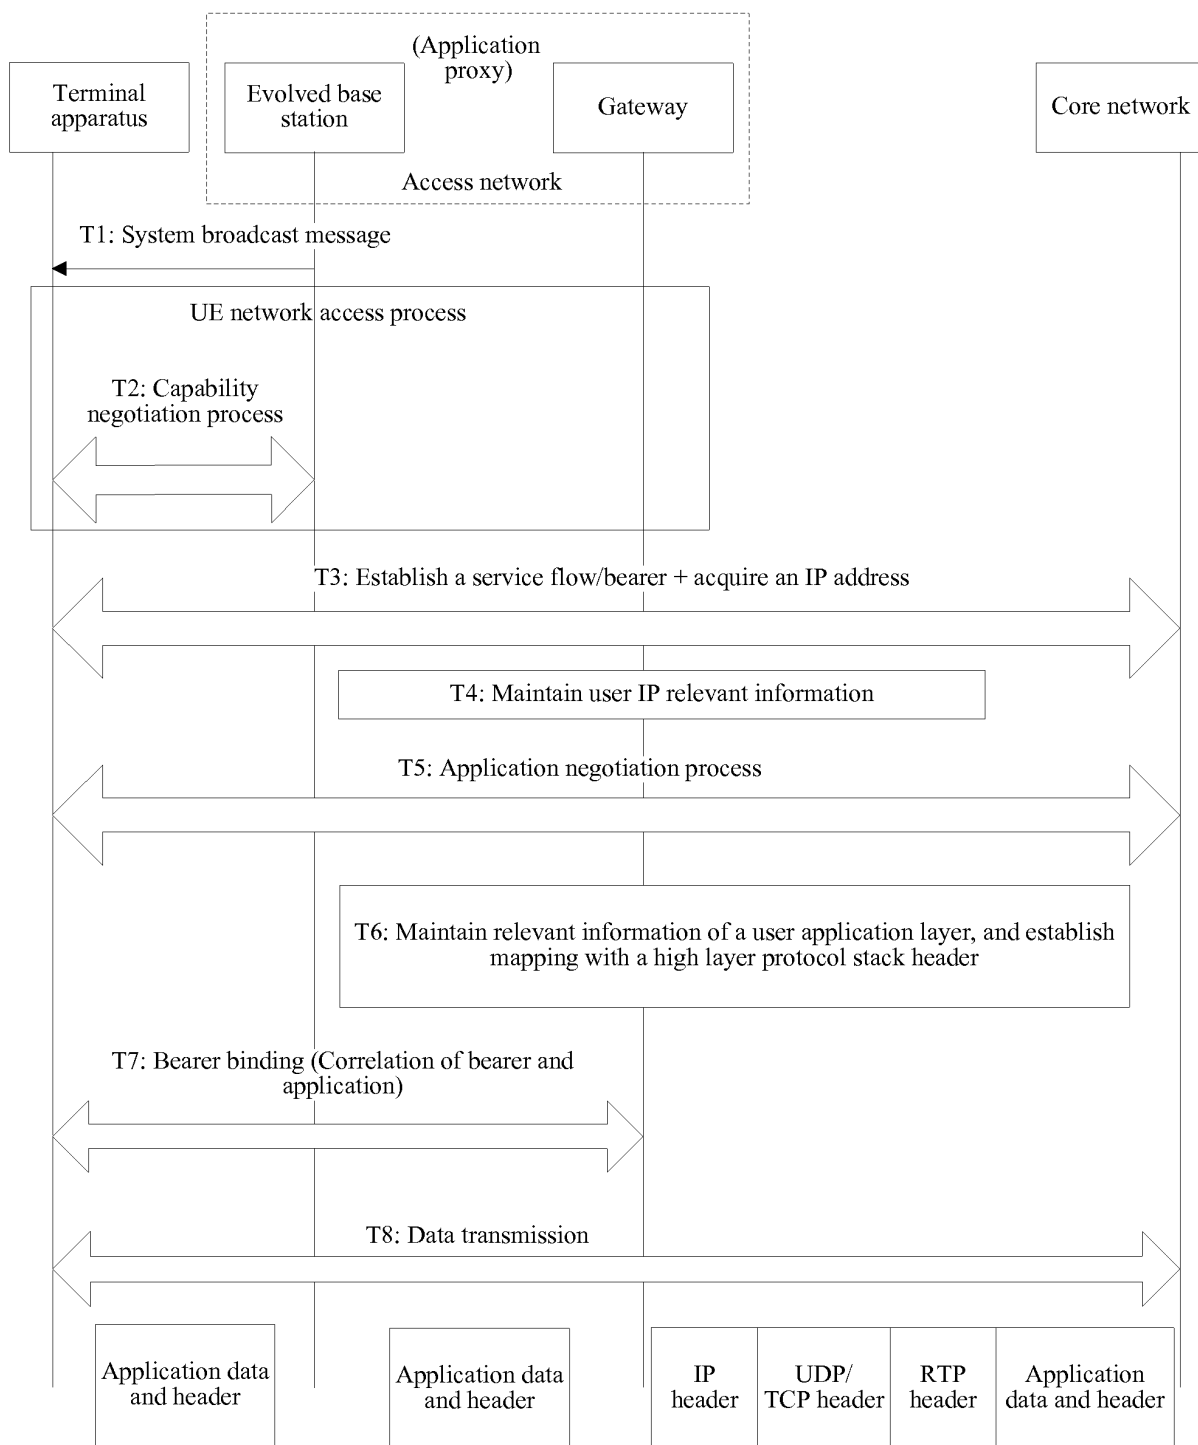 (Application
proxy)
Terminal
apparatus
Evolved base
station
Gateway
Core network
Access network
T1: System broadcast message
UE network access process
T2: Capability
negotiation process
T3: Establish a service flow/bearer + acquire an IP address
T4: Maintain user IP relevant information
T5: Application negotiation process
T6: Maintain relevant information of a user application layer, and establish
mapping with a high layer protocol stack header
T7: Bearer binding (Correlation of bearer and
application)
T8: Data transmission
Application data
and header
Application data
and header
IP
header
UDP/
TCP header
RTP
header
Application
data and header